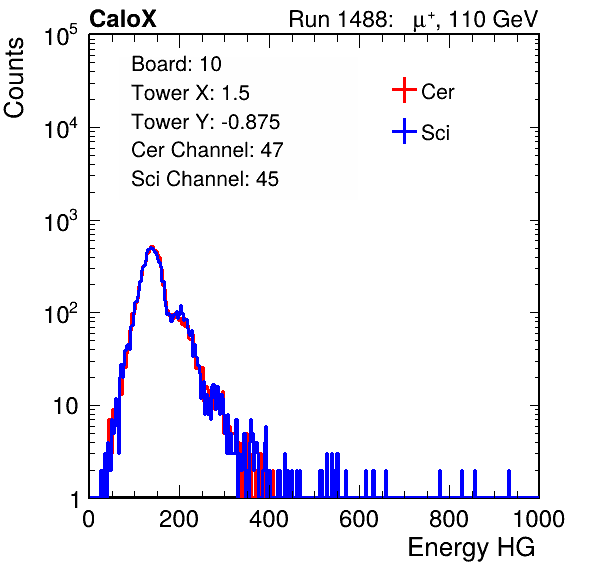 CaloX Run 1488: μ⁺, 110 GeV
Counts
10⁵
10⁴
10³
10²
10
1
Board: 10
Tower X: 1.5
Tower Y: -0.875
Cer Channel: 47
Sci Channel: 45
Cer
Sci
0 200 400 600 800 1000
Energy HG